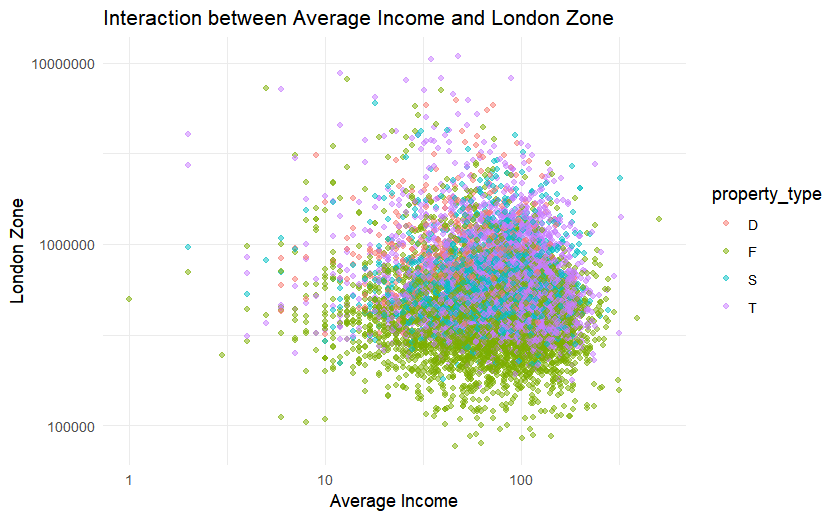 Interaction between Average Income and London Zone
10000000
1000000
100000
London Zone
1
10
100
Average Income
property_type
D
F
S
T